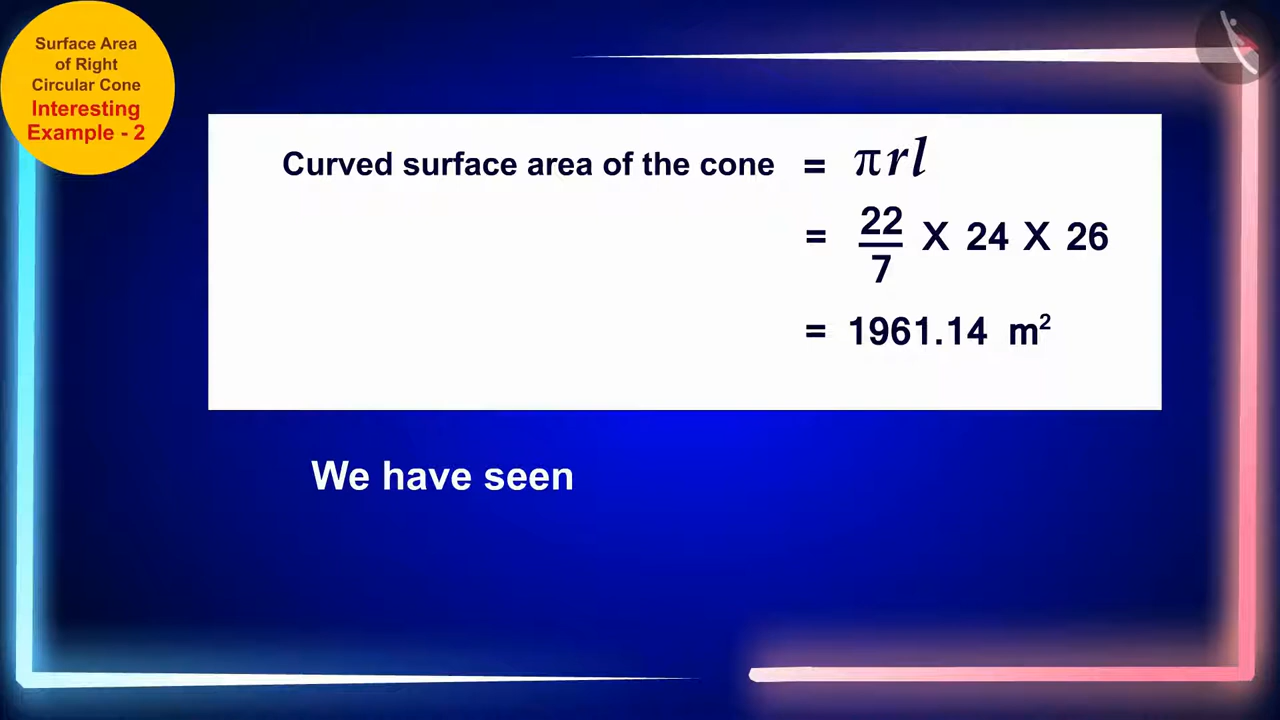 Surface Area
of Right
Circular Cone
Interesting
Example - 2
Curved surface area of the cone = πrl
= 22/7 X 24 X 26
= 1961.14 m²
We have seen